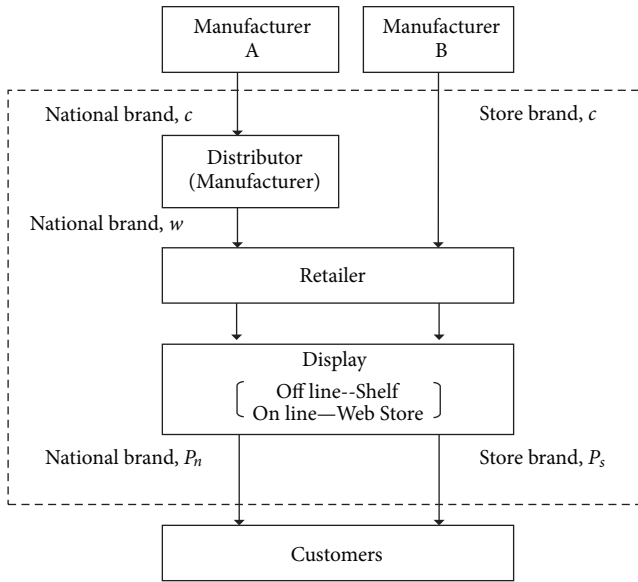 Manufacturer
A
Manufacturer
B
National brand, c
Store brand, c
Distributor
(Manufacturer)
National brand, w
Retailer
Display
Off line--Shelf
On line—Web Store
National brand, Pn
Store brand, Ps
Customers